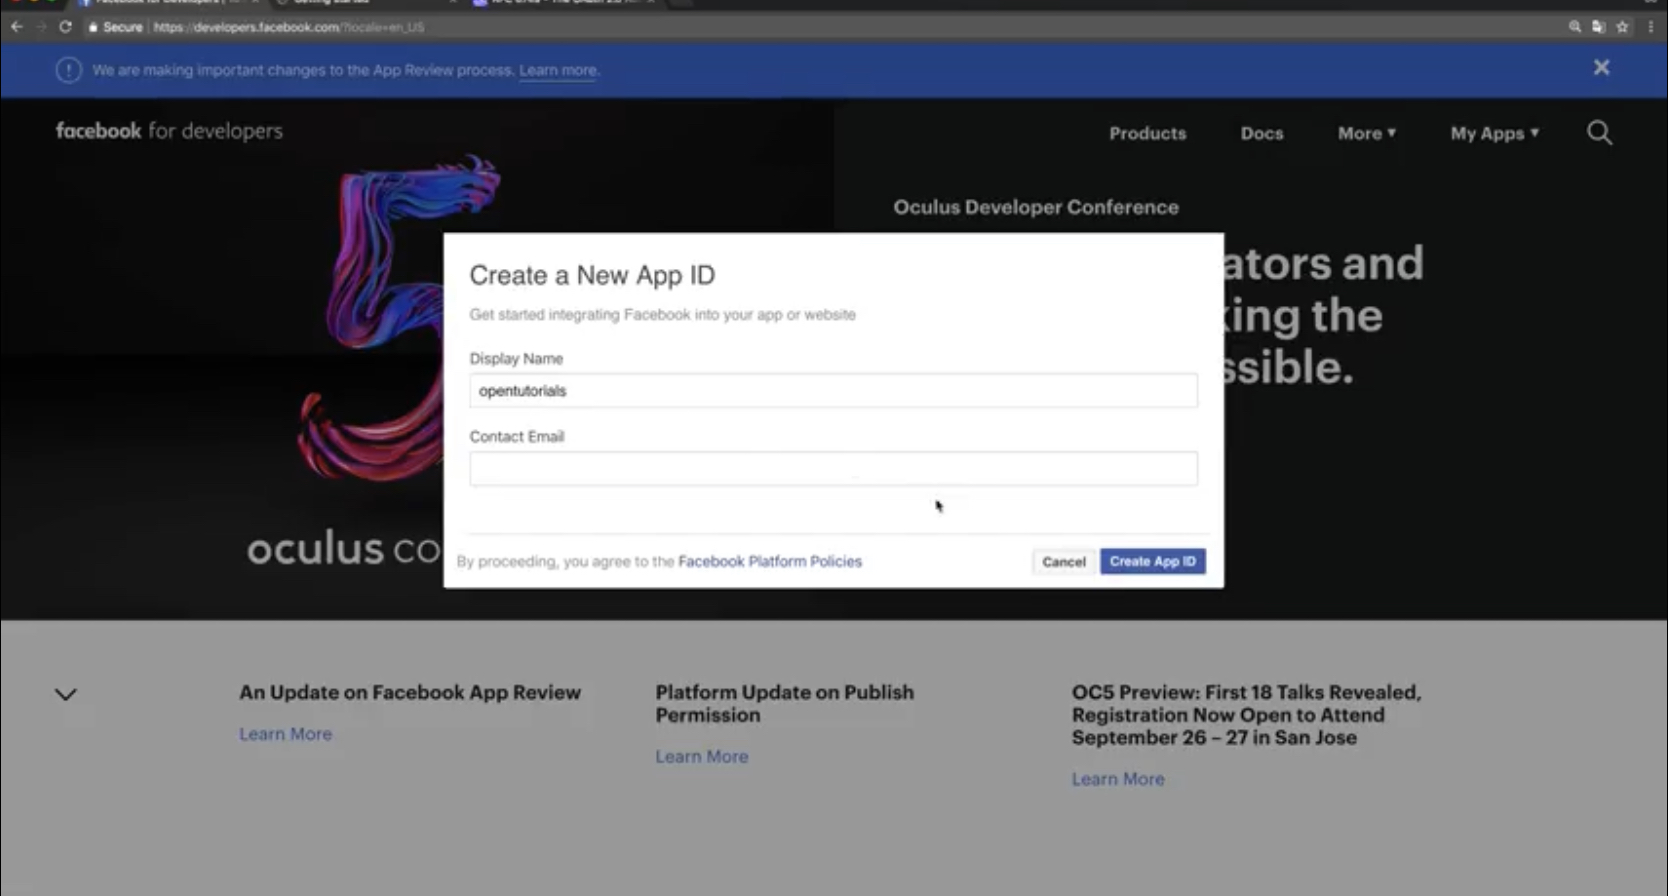 Secure https://developers.facebook.com/?locale=en_US
We are making important changes to the App Review process. Learn more.
facebook for developers
Products Docs More My Apps
Oculus Developer Conference
ators and
king the
ssible.
Create a New App ID
Get started integrating Facebook into your app or website
Display Name
opentutorials
Contact Email
By proceeding, you agree to the Facebook Platform Policies
Cancel Create App ID
5
oculus co
An Update on Facebook App Review
Learn More
Platform Update on Publish
Permission
Learn More
OC5 Preview: First 18 Talks Revealed,
Registration Now Open to Attend
September 26 – 27 in San Jose
Learn More